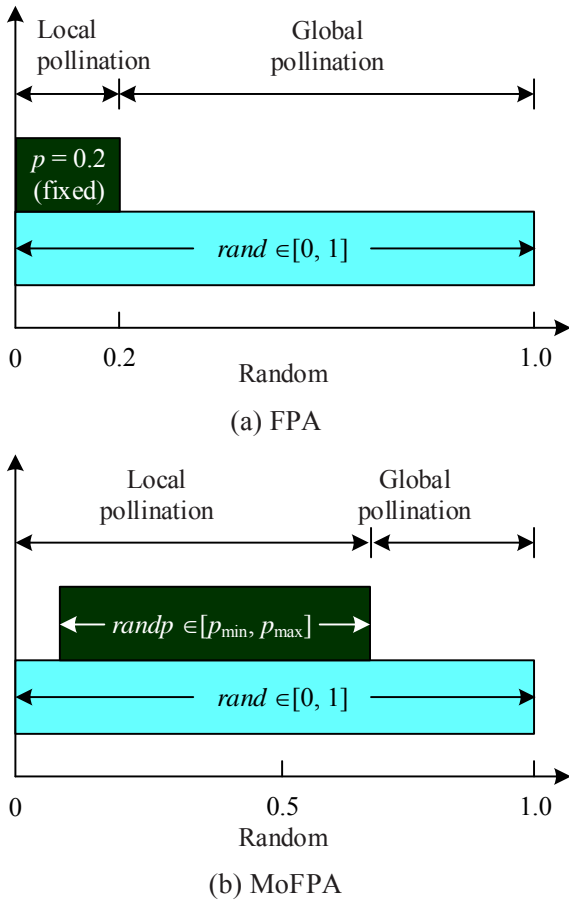 Local
pollination
Global
pollination
p = 0.2
(fixed)
rand ∈[0, 1]
0
0.2
1.0
Random
(a) FPA
Local
pollination
Global
pollination
randp ∈[pmin, pmax]
rand ∈[0, 1]
0
0.5
1.0
Random
(b) MoFPA